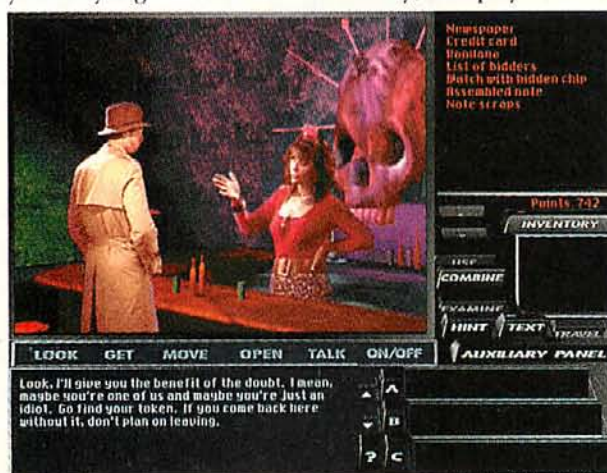 Newspaper
Credit card
Bandana
List of bidders
Watch with hidden chip
Assembled note
Note scraps
Points 742
INVENTORY
USE
COMBINE
EXAMINE
HINT TEXT TRAVEL
LOOK GET MOVE OPEN TALK ON/OFF
AUXILIARY PANEL
Look, I'll give you the benefit of the doubt. I mean,
maybe you're one of us and maybe you're just an
idiot. Go find your token. If you come back here
without it, don't plan on leaving.
A
B
? C